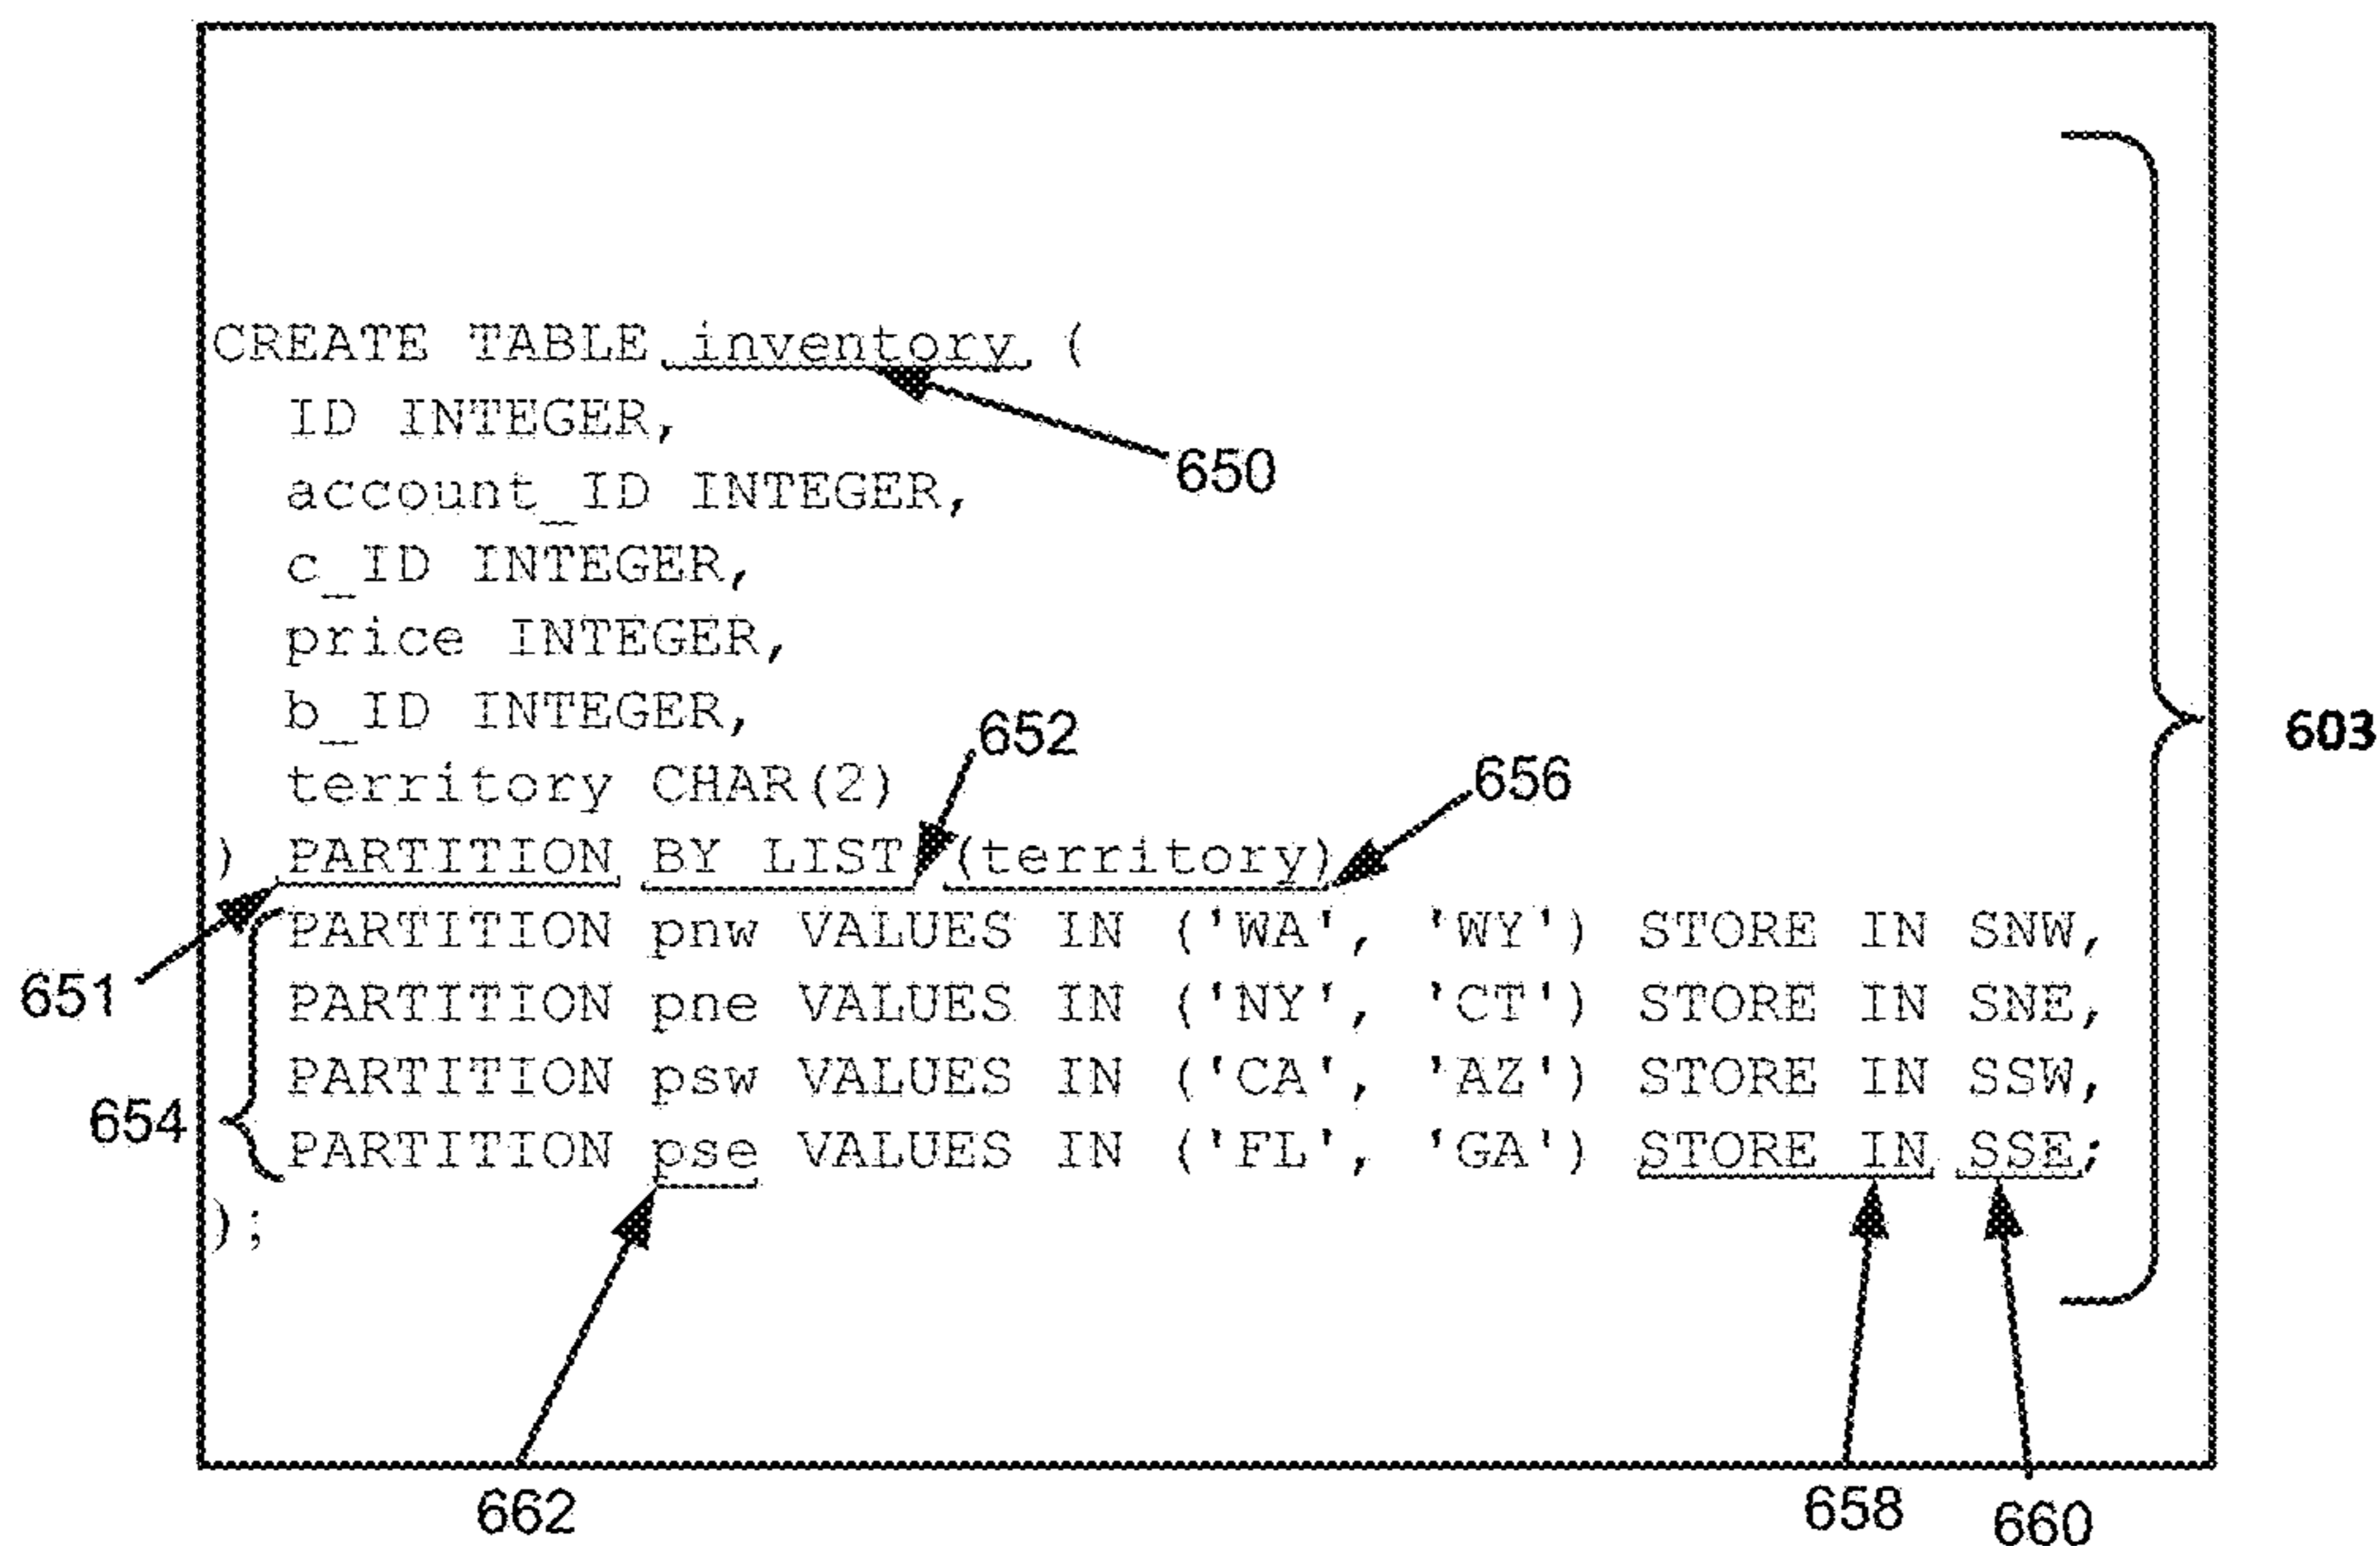 CREATE TABLE inventory (
ID INTEGER,
650
account_ID INTEGER,
c_ID INTEGER,
price INTEGER,
b_ID INTEGER,
652
603
territory CHAR(2)
656
) PARTITION BY LIST (territory)
PARTITION pnw VALUES IN ('WA', 'WY') STORE IN SNW,
651
PARTITION pne VALUES IN ('NY', 'CT') STORE IN SNE,
PARTITION psw VALUES IN ('CA', 'AZ') STORE IN SSW,
654
PARTITION pse VALUES IN ('FL', 'GA') STORE IN SSE;
);
662
658
660